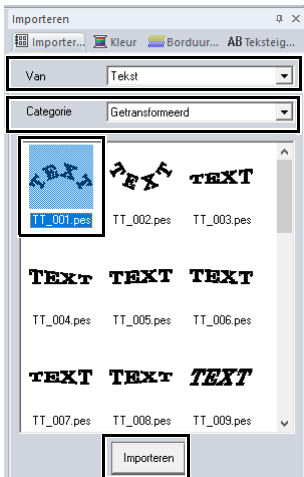 Importeren
Importer... Kleur Borduur... AB Teksteig...
Van Tekst
Categorie Getransformeerd
TEXT TEXT TEXT
TT_001.pes TT_002.pes TT_003.pes
TEXT TEXT TEXT
TT_004.pes TT_005.pes TT_006.pes
TEXT TEXT TEXT
TT_007.pes TT_008.pes TT_009.pes
Importeren